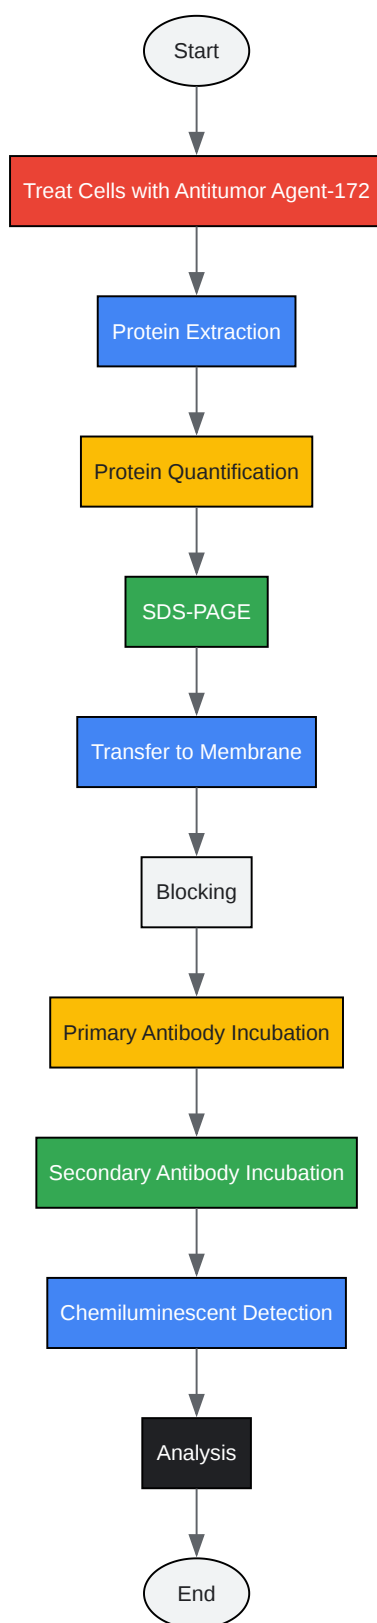 Start
Treat Cells with Antitumor Agent-172
Protein Extraction
Protein Quantification
SDS-PAGE
Transfer to Membrane
Blocking
Primary Antibody Incubation
Secondary Antibody Incubation
Chemiluminescent Detection
Analysis
End